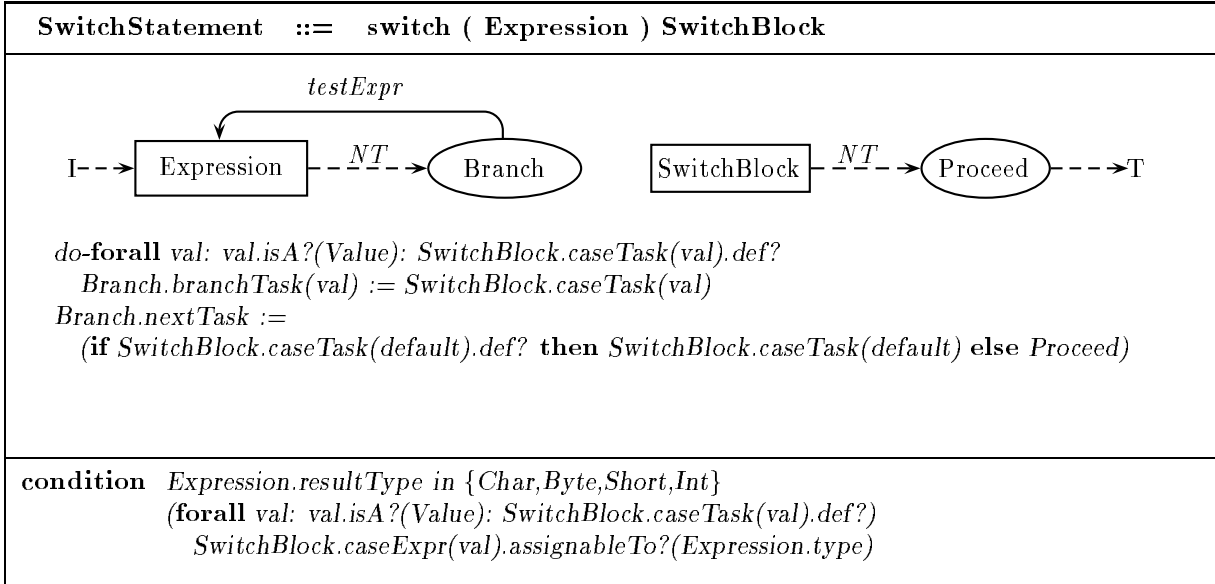 SwitchStatement ::= switch ( Expression ) SwitchBlock
testExpr
I Expression NT Branch SwitchBlock NT Proceed T
do-forall val: val.isA?(Value): SwitchBlock.caseTask(val).def?
Branch.branchTask(val) := SwitchBlock.caseTask(val)
Branch.nextTask :=
(if SwitchBlock.caseTask(default).def? then SwitchBlock.caseTask(default) else Proceed)
condition Expression.resultType in {Char,Byte,Short,Int}
(forall val: val.isA?(Value): SwitchBlock.caseTask(val).def?)
SwitchBlock.caseExpr(val).assignableTo?(Expression.type)